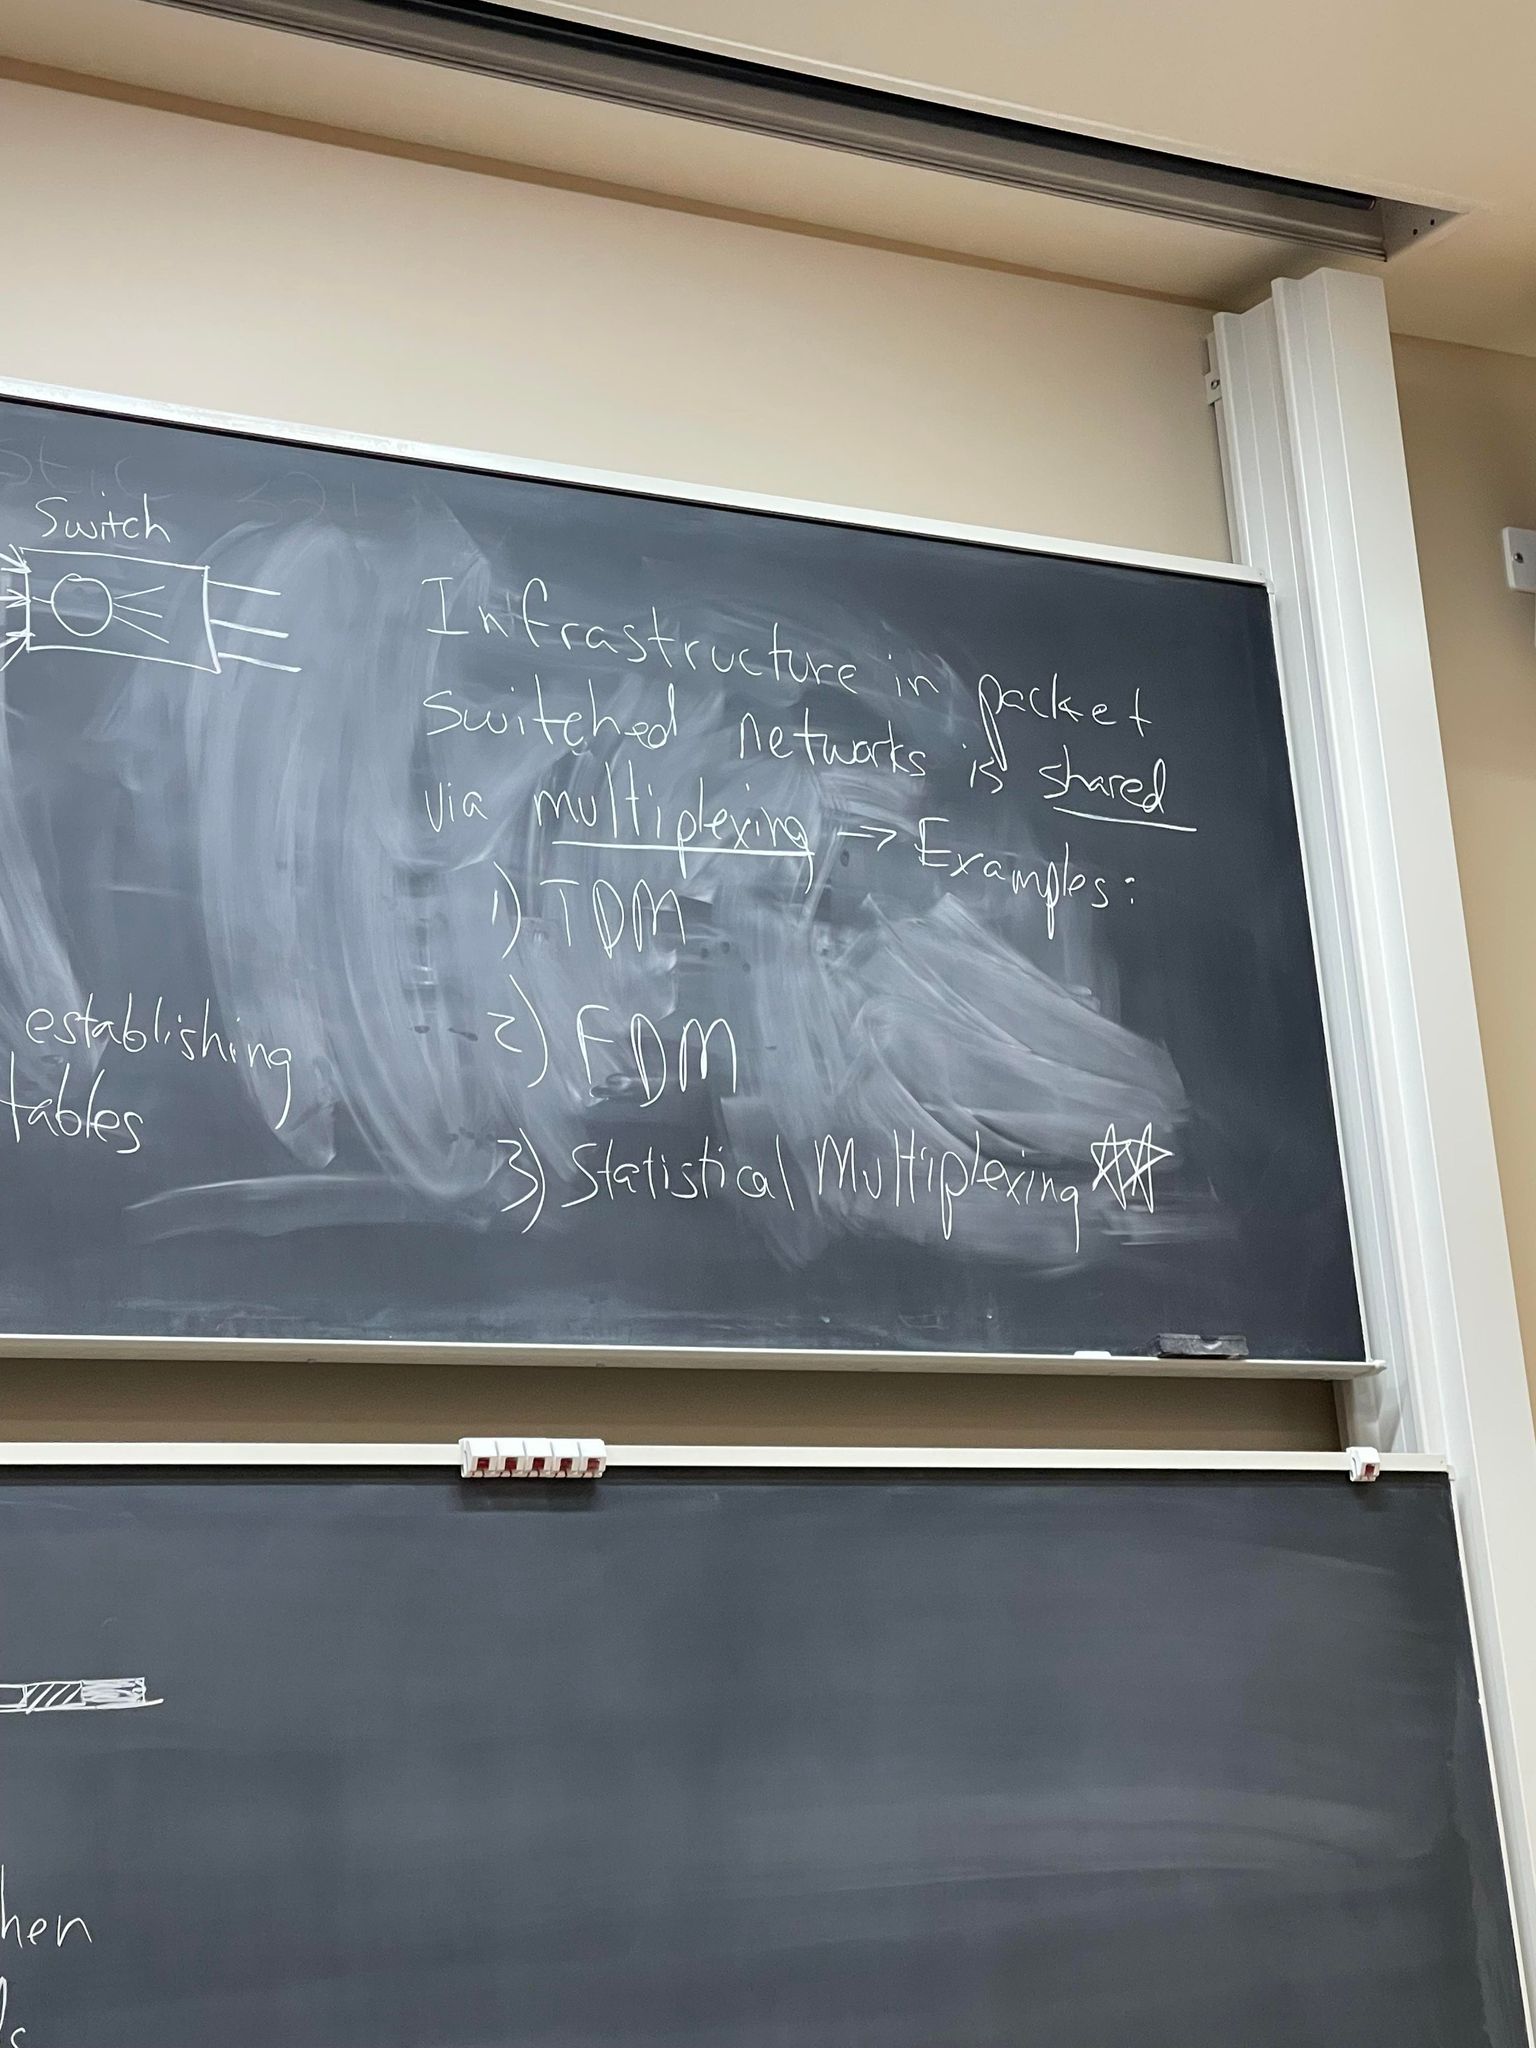 Switch
Infrastructure in packet
switched networks is shared
via multiplexing → Examples:
1) TDM
2) FDM
3) Statistical Multiplexing ☆☆
establishing
tables
hen